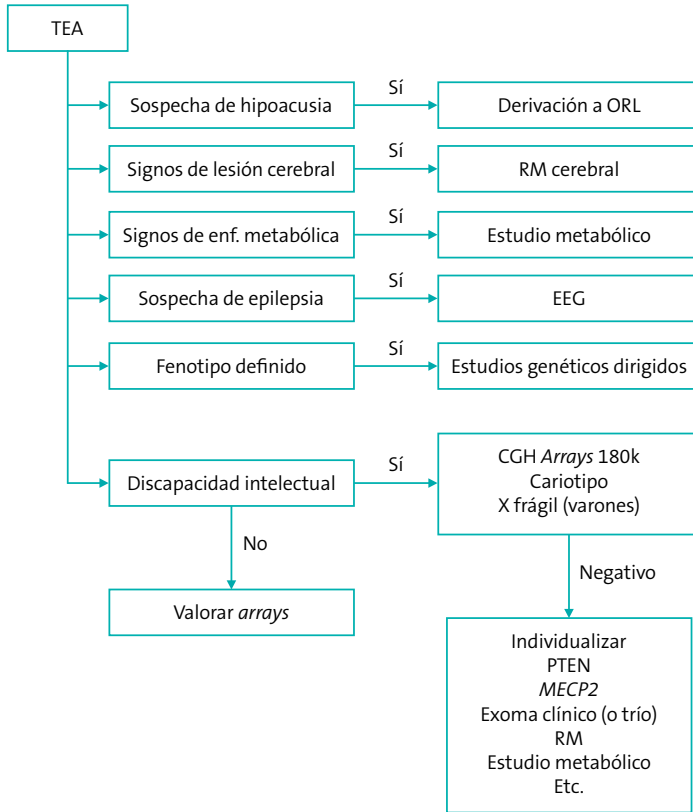 TEA
Sospecha de hipoacusia
Sí
Derivación a ORL
Signos de lesión cerebral
Sí
RM cerebral
Signos de enf. metabólica
Sí
Estudio metabólico
Sospecha de epilepsia
Sí
EEG
Fenotipo definido
Sí
Estudios genéticos dirigidos
Discapacidad intelectual
Sí
CGH Arrays 180k
Cariotipo
X frágil (varones)
No
Negativo
Valorar arrays
Individualizar
PTEN
MECP2
Exoma clínico (o trío)
RM
Estudio metabólico
Etc.